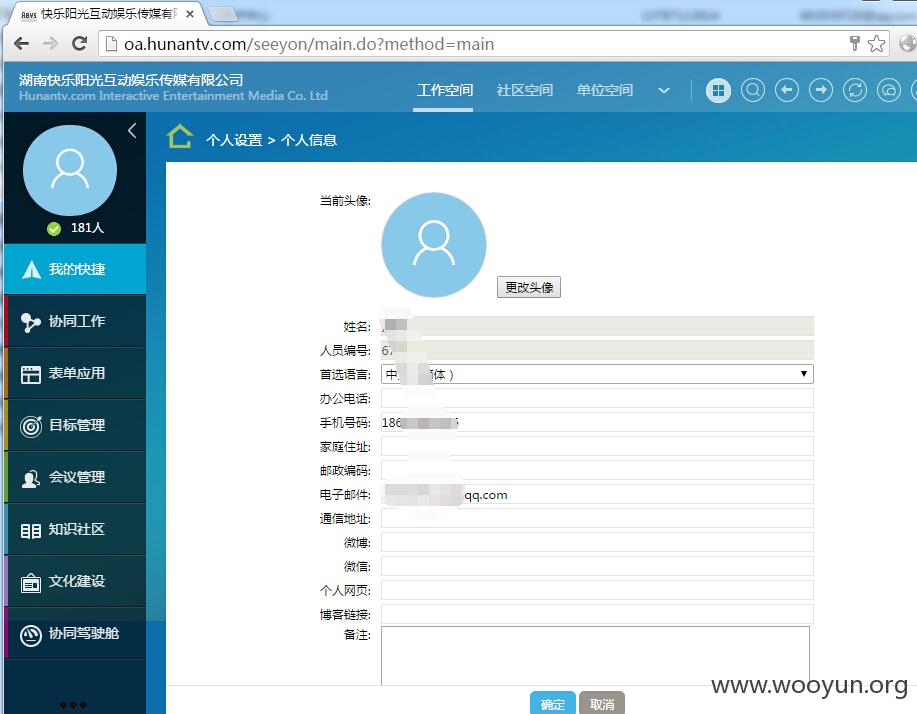 A8V5 快乐阳光互动娱乐传媒有
oa.hunantv.com/seeyon/main.do?method=main
湖南快乐阳光互动娱乐传媒有限公司
Hunantv.com Interactive Entertainment Media Co. Ltd
工作空间 社区空间 单位空间
个人设置 > 个人信息
181人
我的快捷
协同工作
表单应用
目标管理
会议管理
知识社区
文化建设
协同驾驶舱
当前头像:
更改头像
姓名:
人员编号: 67
首选语言: 中 体）
办公电话:
手机号码: 186
家庭住址:
邮政编码:
电子邮件: qq.com
通信地址:
微博:
微信:
个人网页:
博客链接:
备注:
确定 取消
www.wooyun.org